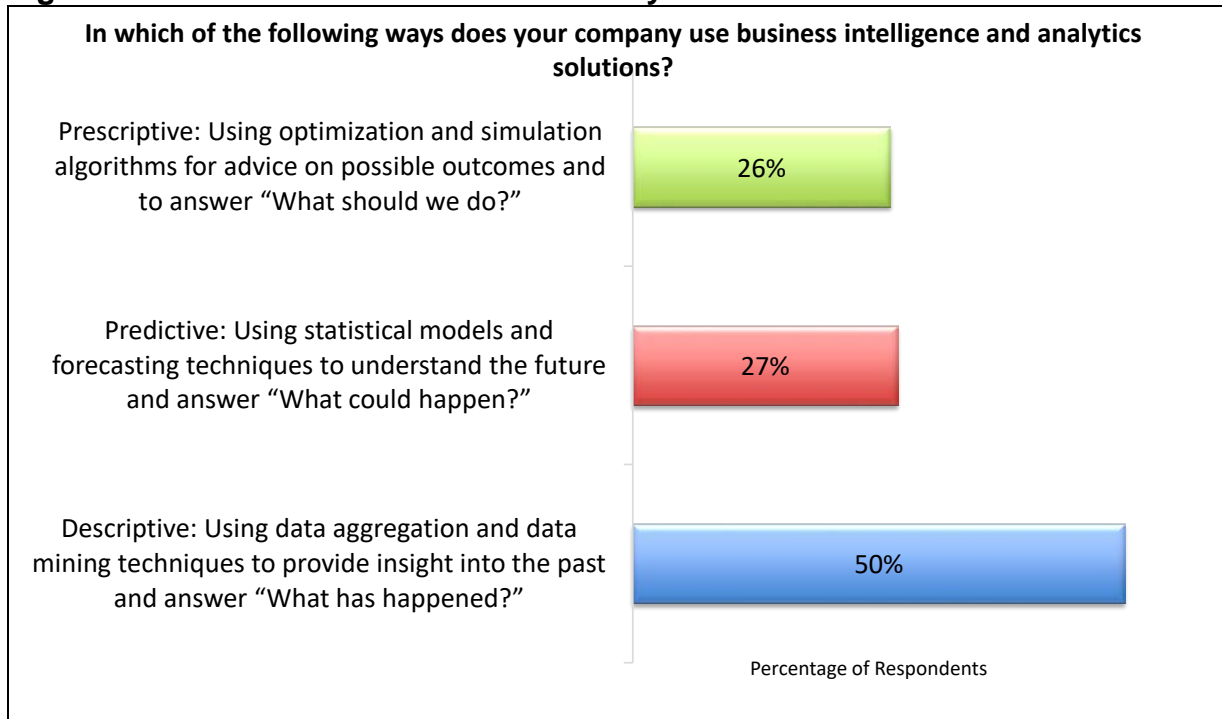 In which of the following ways does your company use business intelligence and analytics
solutions?
Prescriptive: Using optimization and simulation
algorithms for advice on possible outcomes and
to answer “What should we do?”
26%
Predictive: Using statistical models and
forecasting techniques to understand the future
and answer “What could happen?”
27%
Descriptive: Using data aggregation and data
mining techniques to provide insight into the past
and answer “What has happened?”
50%
Percentage of Respondents